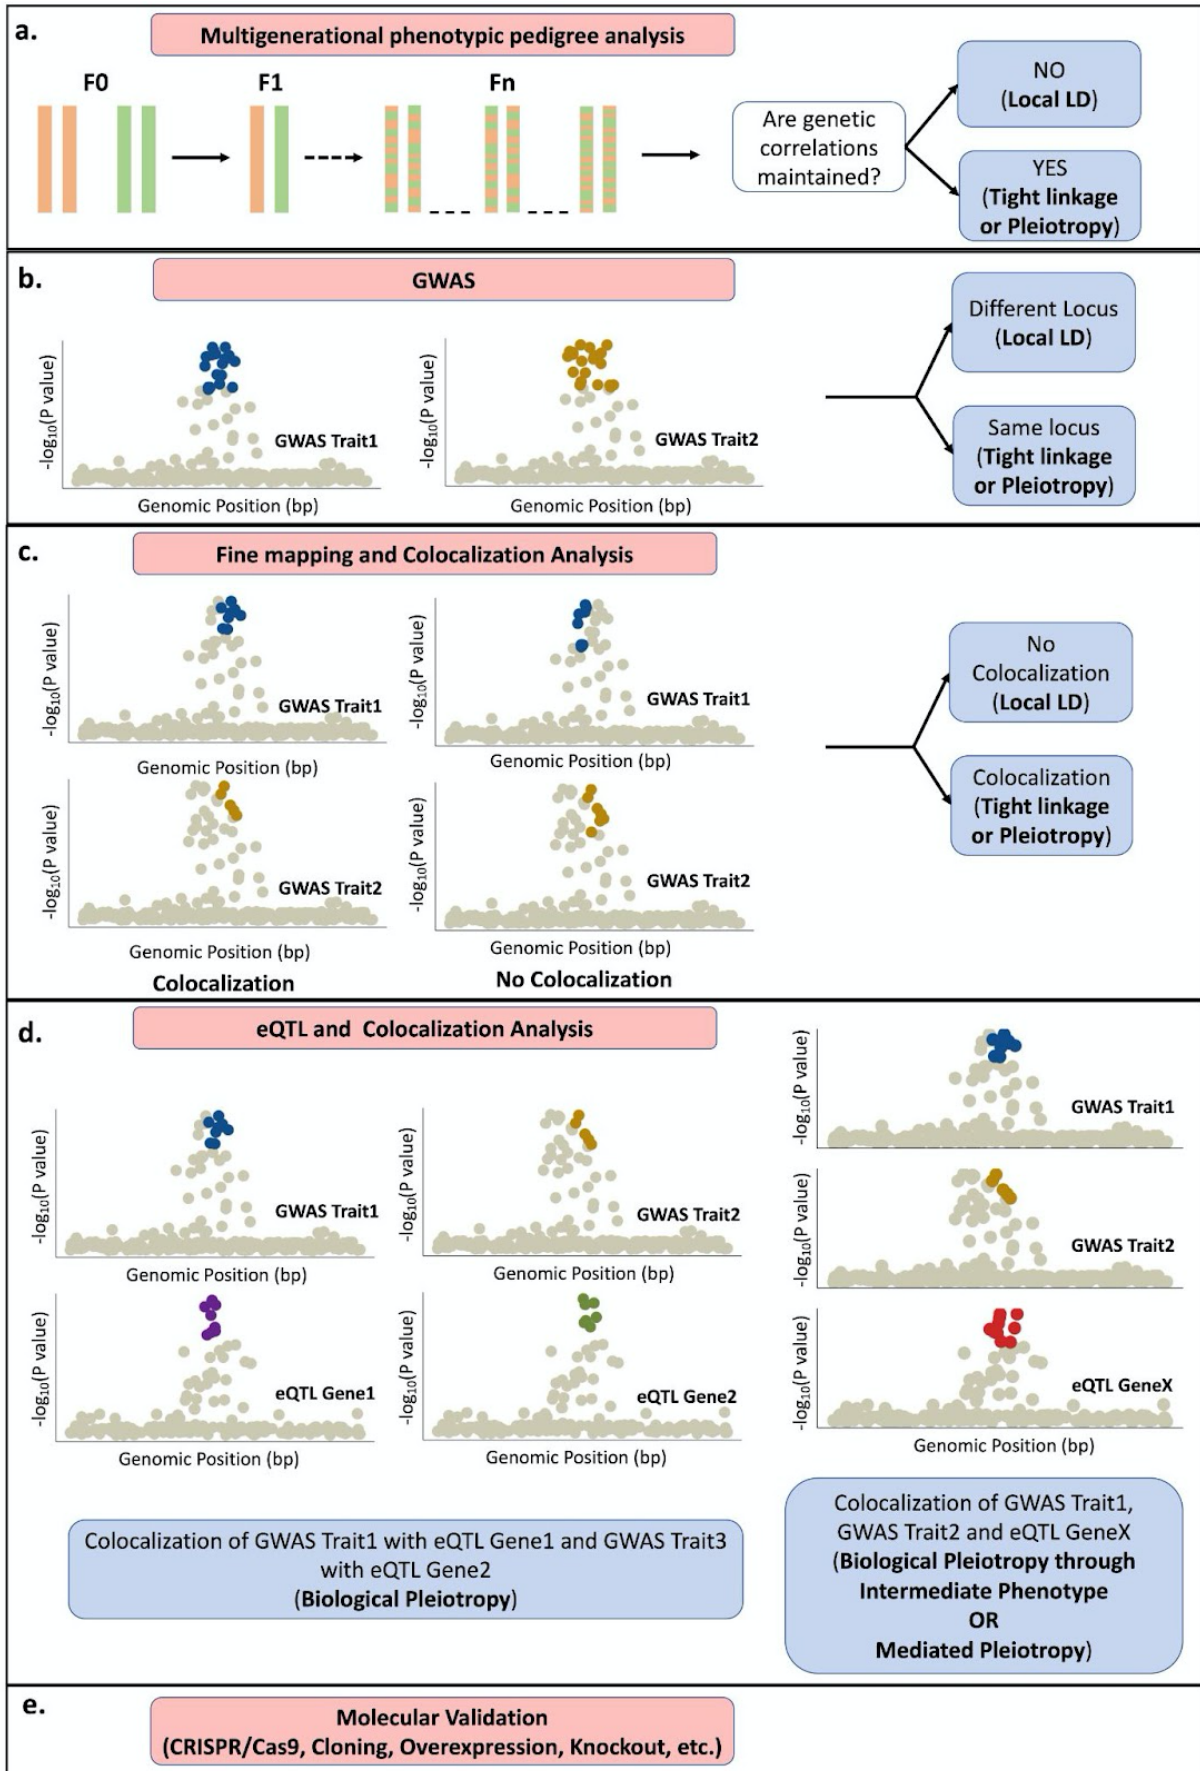 a.
Multigenerational phenotypic pedigree analysis
F0
F1
Fn
Are genetic
correlations
maintained?
NO
(Local LD)
YES
(Tight linkage
or Pleiotropy)
b.
GWAS
-log10(P value)
GWAS Trait1
Genomic Position (bp)
-log10(P value)
GWAS Trait2
Genomic Position (bp)
Different Locus
(Local LD)
Same locus
(Tight linkage
or Pleiotropy)
c.
Fine mapping and Colocalization Analysis
-log10(P value)
GWAS Trait1
Genomic Position (bp)
-log10(P value)
GWAS Trait1
Genomic Position (bp)
-log10(P value)
GWAS Trait2
Genomic Position (bp)
Colocalization
-log10(P value)
GWAS Trait2
Genomic Position (bp)
No Colocalization
No
Colocalization
(Local LD)
Colocalization
(Tight linkage
or Pleiotropy)
d.
eQTL and Colocalization Analysis
-log10(P value)
GWAS Trait1
Genomic Position (bp)
-log10(P value)
GWAS Trait2
Genomic Position (bp)
-log10(P value)
eQTL Gene1
Genomic Position (bp)
-log10(P value)
eQTL Gene2
Genomic Position (bp)
Colocalization of GWAS Trait1 with eQTL Gene1 and GWAS Trait3
with eQTL Gene2
(Biological Pleiotropy)
-log10(P value)
GWAS Trait1
-log10(P value)
GWAS Trait2
-log10(P value)
eQTL GeneX
Genomic Position (bp)
Colocalization of GWAS Trait1,
GWAS Trait2 and eQTL GeneX
(Biological Pleiotropy through
Intermediate Phenotype
OR
Mediated Pleiotropy)
e.
Molecular Validation
(CRISPR/Cas9, Cloning, Overexpression, Knockout, etc.)